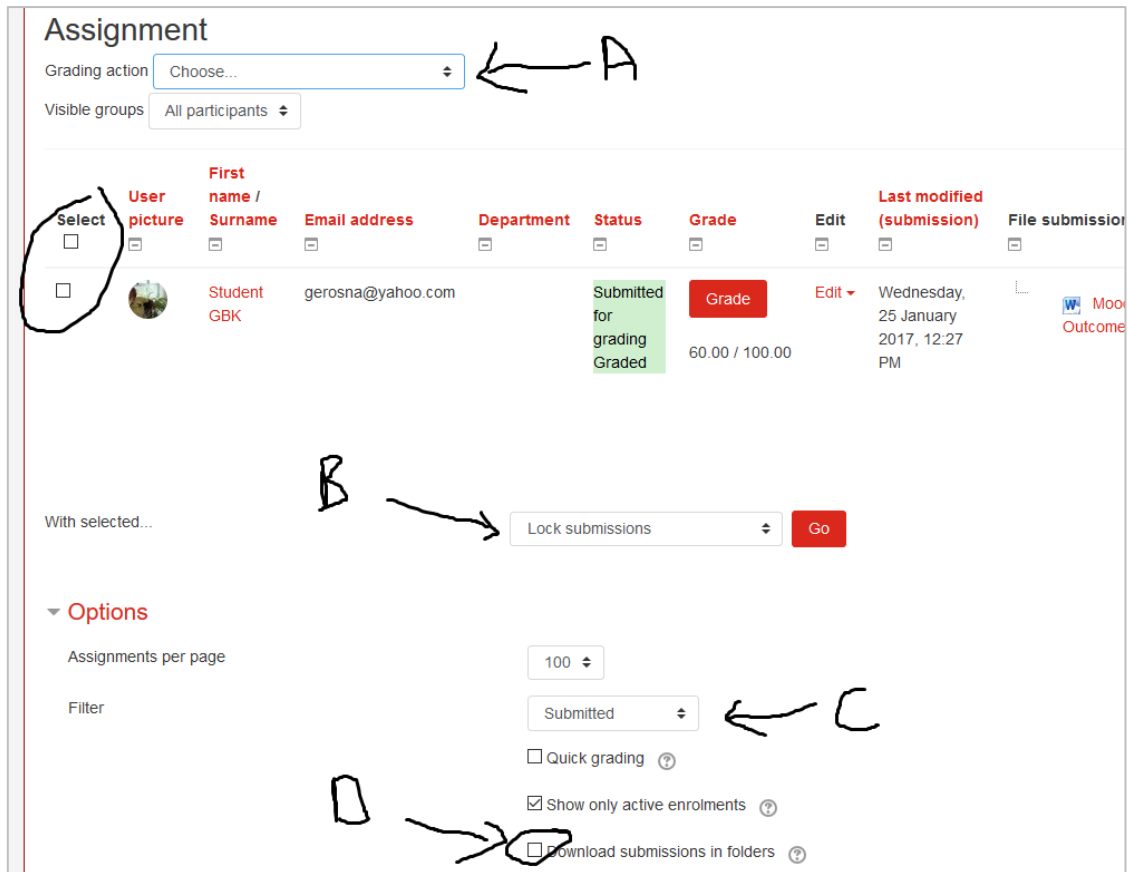 Assignment
Grading action Choose... A
Visible groups All participants
Select User picture First name / Surname Email address Department Status Grade Edit Last modified (submission) File submission
Student GBK gerosna@yahoo.com Submitted for grading Graded Grade 60.00 / 100.00 Edit Wednesday, 25 January 2017, 12:27 PM Mood Outcome
B
With selected... Lock submissions Go
Options
Assignments per page 100
Filter Submitted C
Quick grading
Show only active enrolments
D
Download submissions in folders